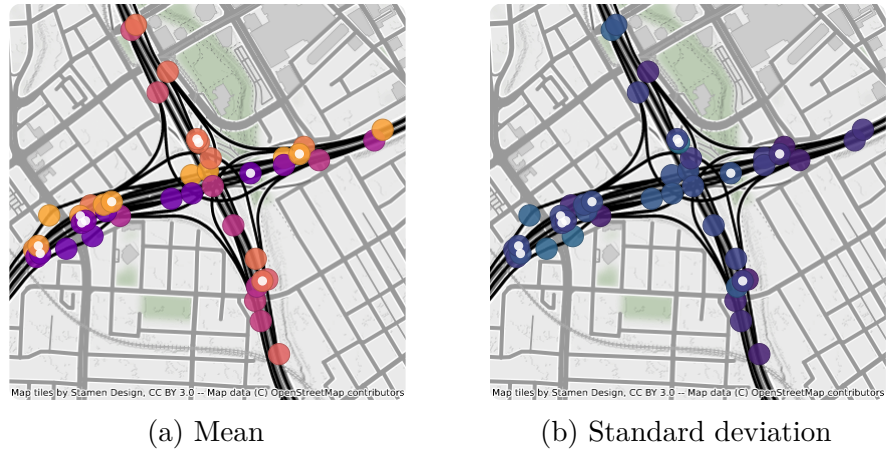 Map tiles by Stamen Design, CC BY 3.0 -- Map data (C) OpenStreetMap contributors
Map tiles by Stamen Design, CC BY 3.0 -- Map data (C) OpenStreetMap contributors
(a) Mean
(b) Standard deviation